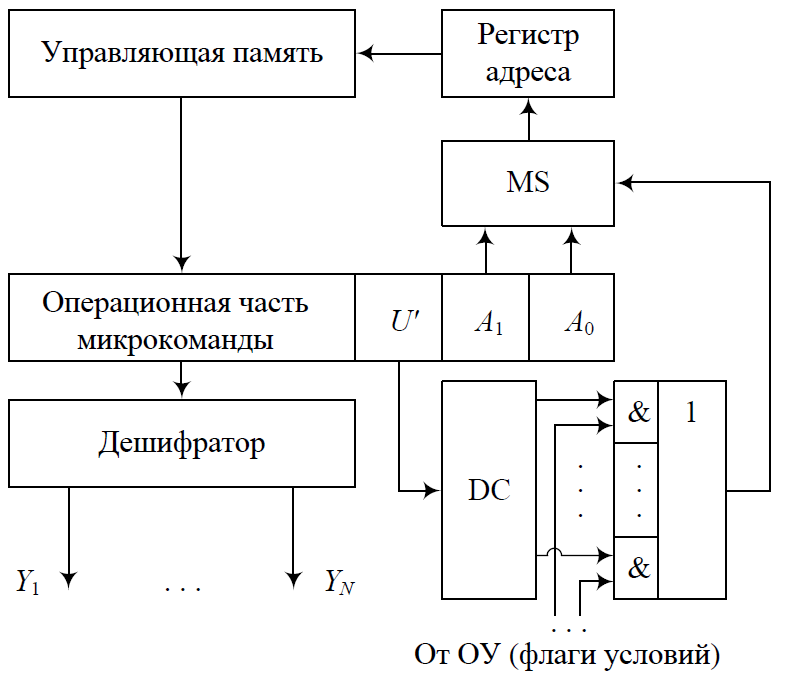 Управляющая память
Регистр
адреса
MS
Операционная часть
микрокоманды
U′
A1
A0
Дешифратор
DC
&
1
. . .
&
Y1
. . .
YN
. . .
От ОУ (флаги условий)